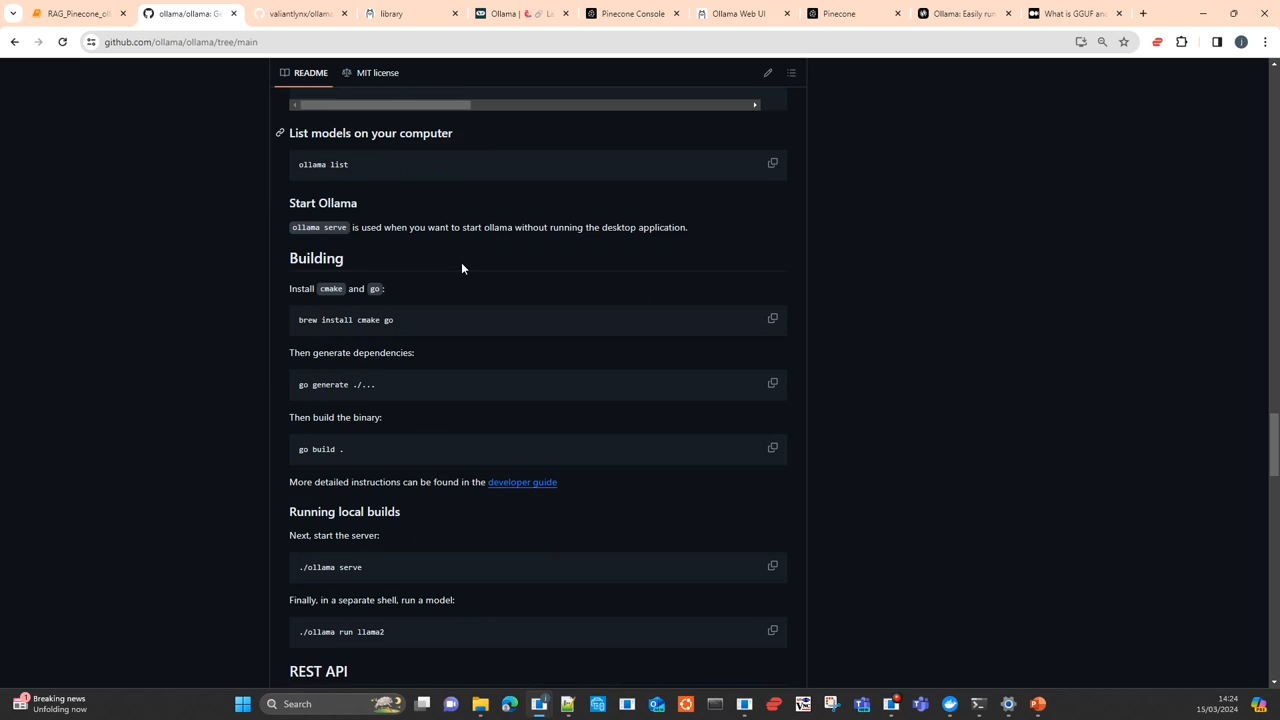 RAG_Pinecone_oll
ollama/ollama: Ge
valiantlynx/ollama
library
Ollama | 🦜️🔗 La
Pinecone Console
Ollama Web UI
Pinecone
Ollama: Easily run
What is GGUF and
github.com/ollama/ollama/tree/main
README
MIT license
List models on your computer
ollama list
Start Ollama
ollama serve is used when you want to start ollama without running the desktop application.
Building
Install cmake and go:
brew install cmake go
Then generate dependencies:
go generate ./...
Then build the binary:
go build .
More detailed instructions can be found in the developer guide
Running local builds
Next, start the server:
./ollama serve
Finally, in a separate shell, run a model:
./ollama run llama2
REST API
1
Breaking news
Unfolding now
Search
14:24
15/03/2024